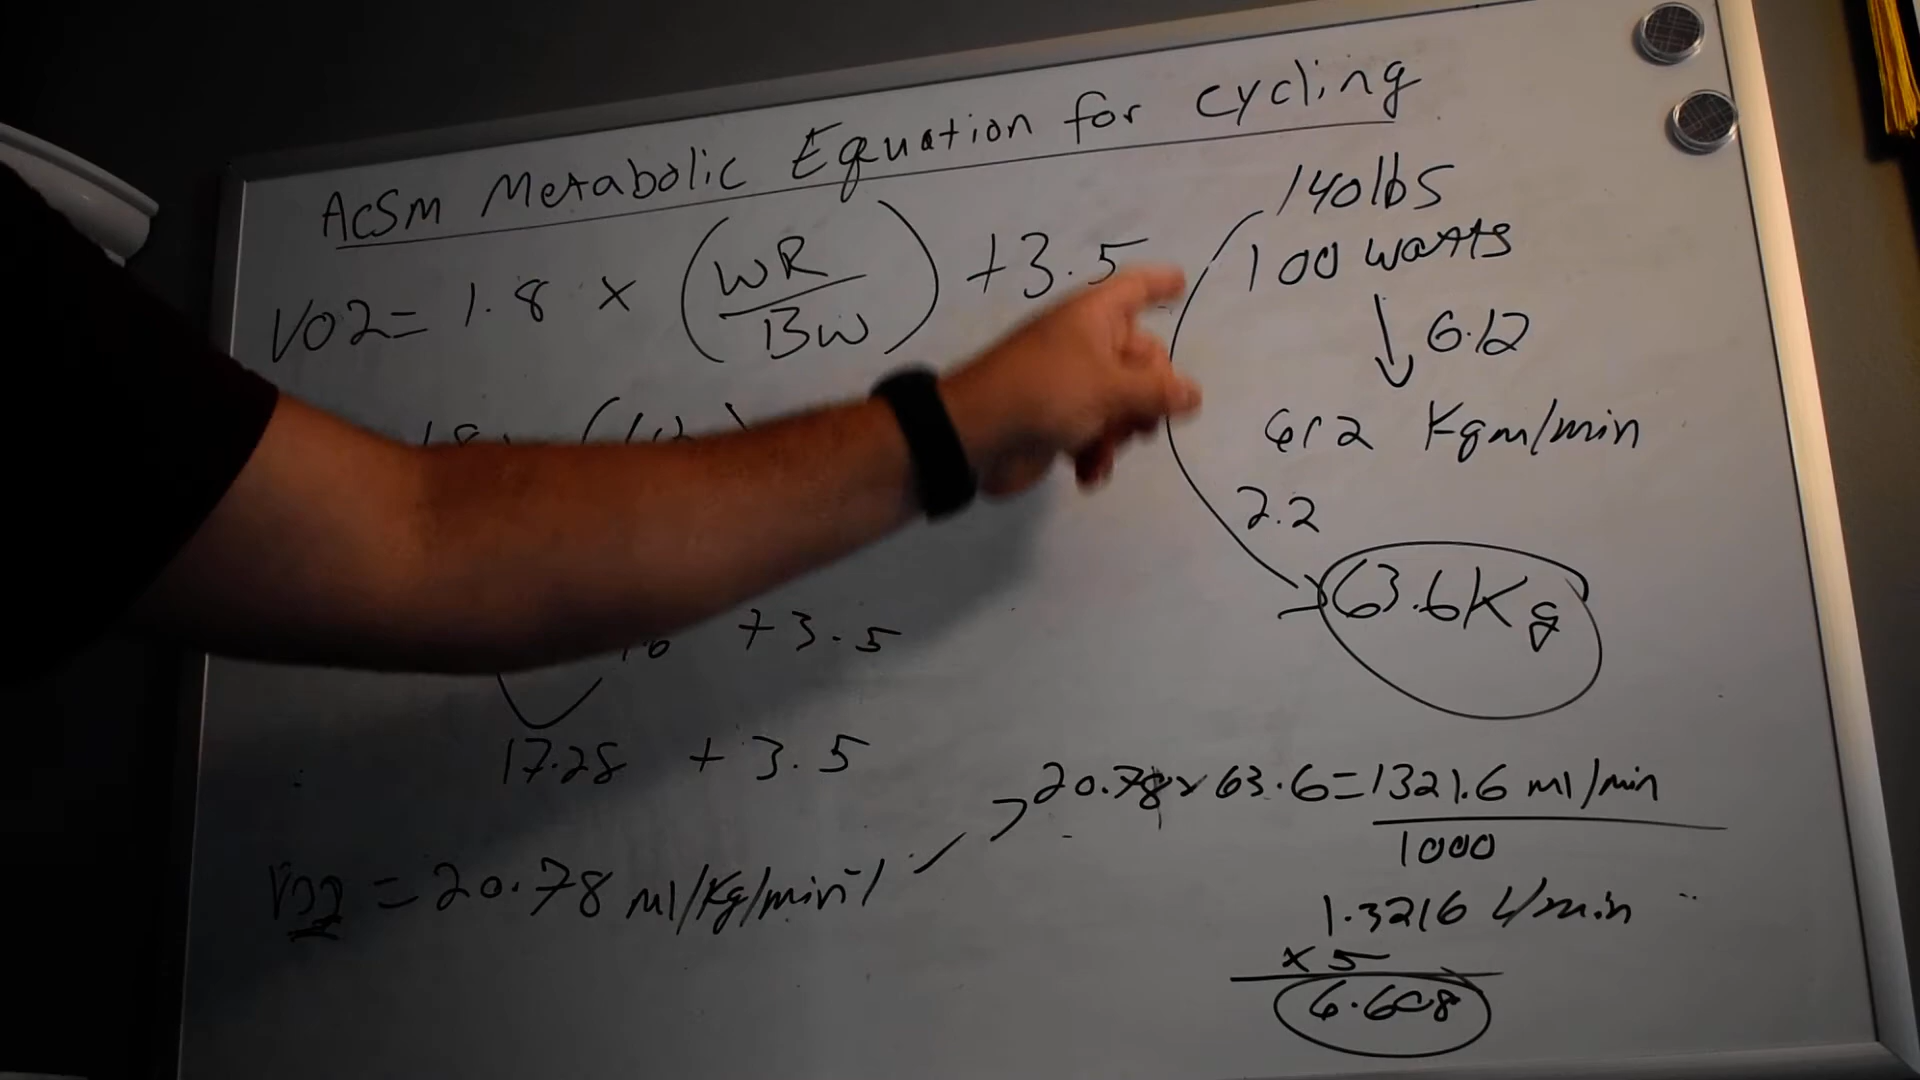 ACSM Metabolic Equation for cycling
VO2= 1.8 x (WR/BW) +3.5
+3.5
17.28 + 3.5
VO2 = 20.78 ml/Kg/min-1
140lbs
100 watts
6.12
612 Kgm/min
2.2
63.6Kg
20.78x63.6=1321.6 ml/min
1000
1.3216 L/min
x 5
6.608